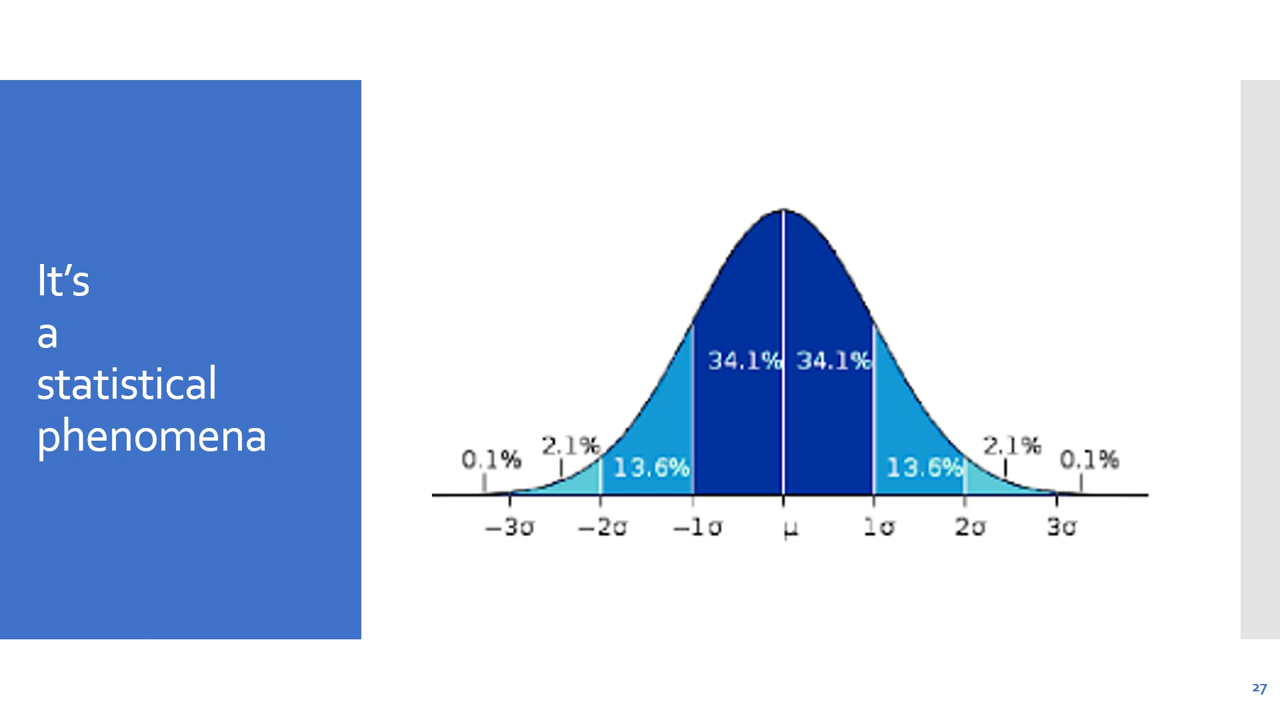 It’s
a
statistical
phenomena
34.1% 34.1%
0.1% 2.1% 13.6% 13.6% 2.1% 0.1%
−3σ −2σ −1σ μ 1σ 2σ 3σ
27